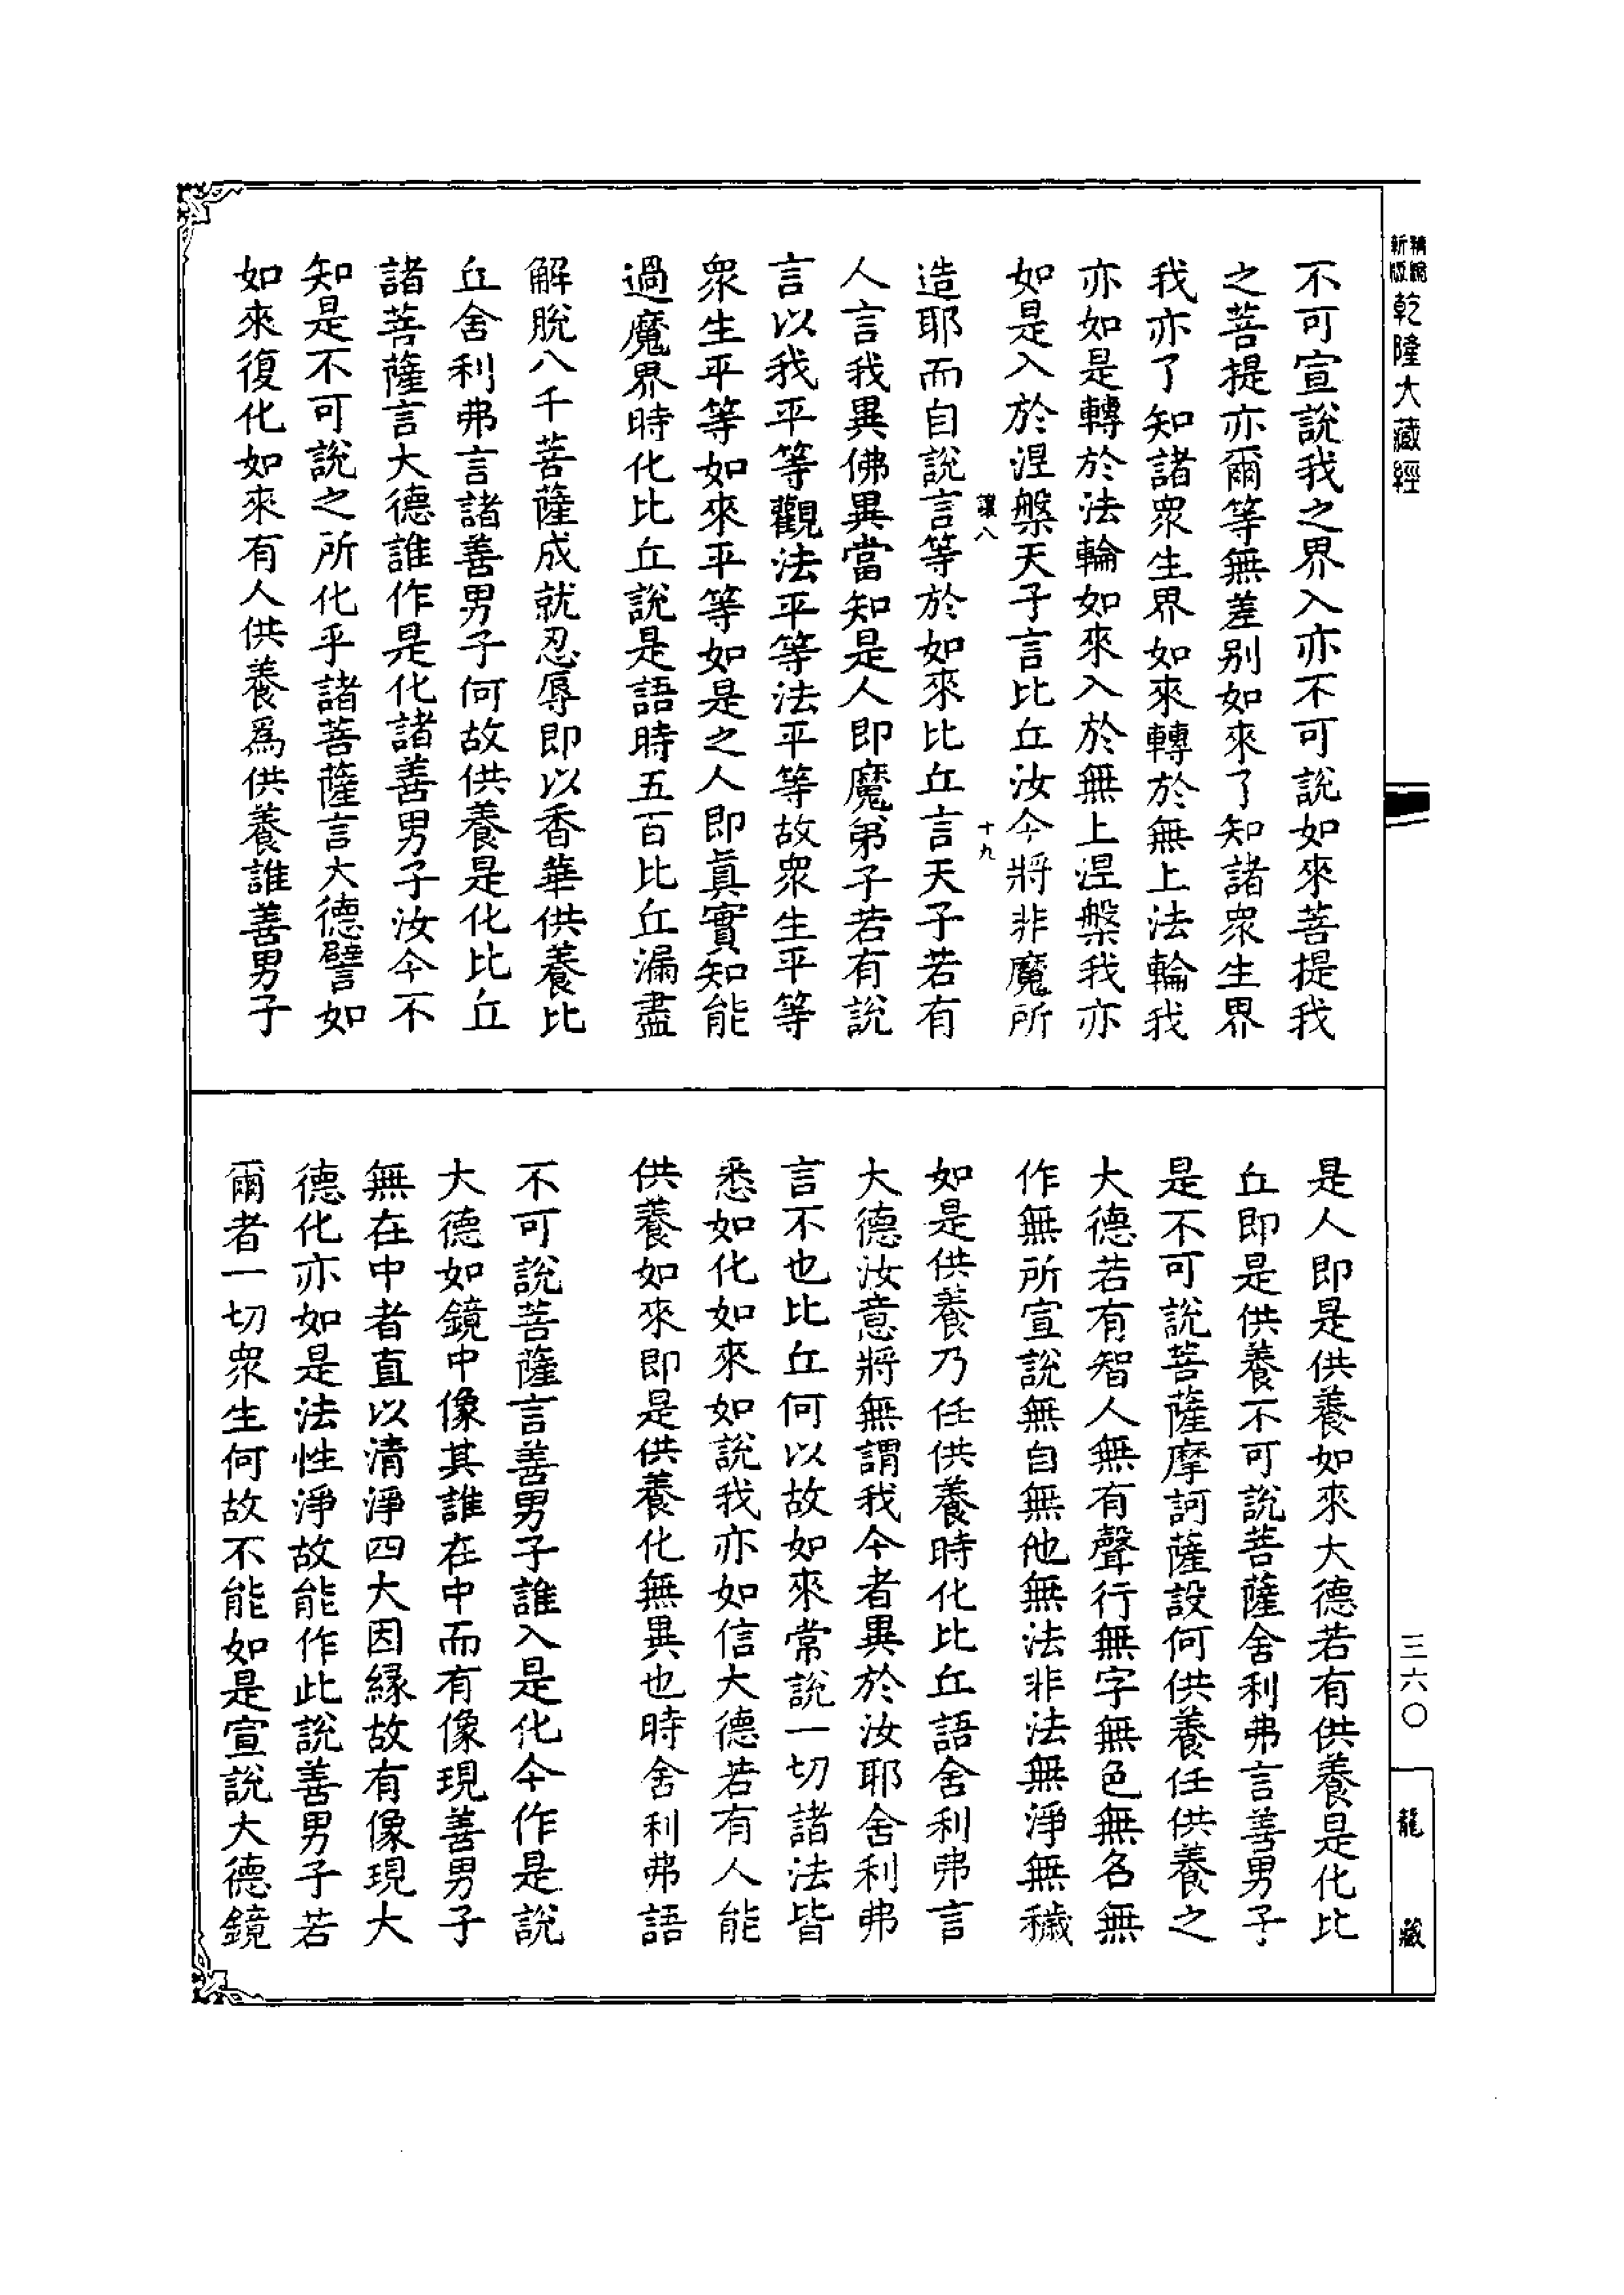 精編
新版
乾隆大藏經
不可宣說我之界入亦不可說如來菩提我
之菩提亦爾等無差别如來了知諸衆生界
我亦了知諸衆生界如來轉於無上法輪我
亦如是轉於法輪如來入於無上涅槃我亦
如是入於涅槃天子言比丘汝今將非魔所
讓八
十九
造耶而自說言等於如來比丘言天子若有
人言我異佛異當知是人即魔弟子若有說
言以我平等觀法平等法平等故衆生平等
衆生平等如來平等如是之人即眞實知能
過魔界時化比丘說是語時五百比丘漏盡
解脫八千菩薩成就忍辱即以香華供養比
丘舍利弗言諸善男子何故供養是化比丘
諸菩薩言大德誰作是化諸善男子汝今不
知是不可說之所化乎諸菩薩言大德譬如
如來復化如來有人供養爲供養誰善男子
是人即是供養如來大德若有供養是化比
丘即是供養不可說菩薩舍利弗言善男子
是不可說菩薩摩訶薩設何供養任供養之
大德若有智人無有聲行無字無色無名無
作無所宣說無自無他無法非法無淨無穢
如是供養乃任供養時化比丘語舍利弗言
大德汝意將無謂我今者異於汝耶舍利弗
言不也比丘何以故如來常說一切諸法皆
悉如化如來如說我亦如信大德若有人能
供養如來即是供養化無異也時舍利弗語
不可說菩薩言善男子誰入是化今作是說
大德如鏡中像其誰在中而有像現善男子
無在中者直以清淨四大因緣故有像現大
德化亦如是法性淨故能作此說善男子若
爾者一切衆生何故不能如是宣說大德鏡
三六〇
龍藏